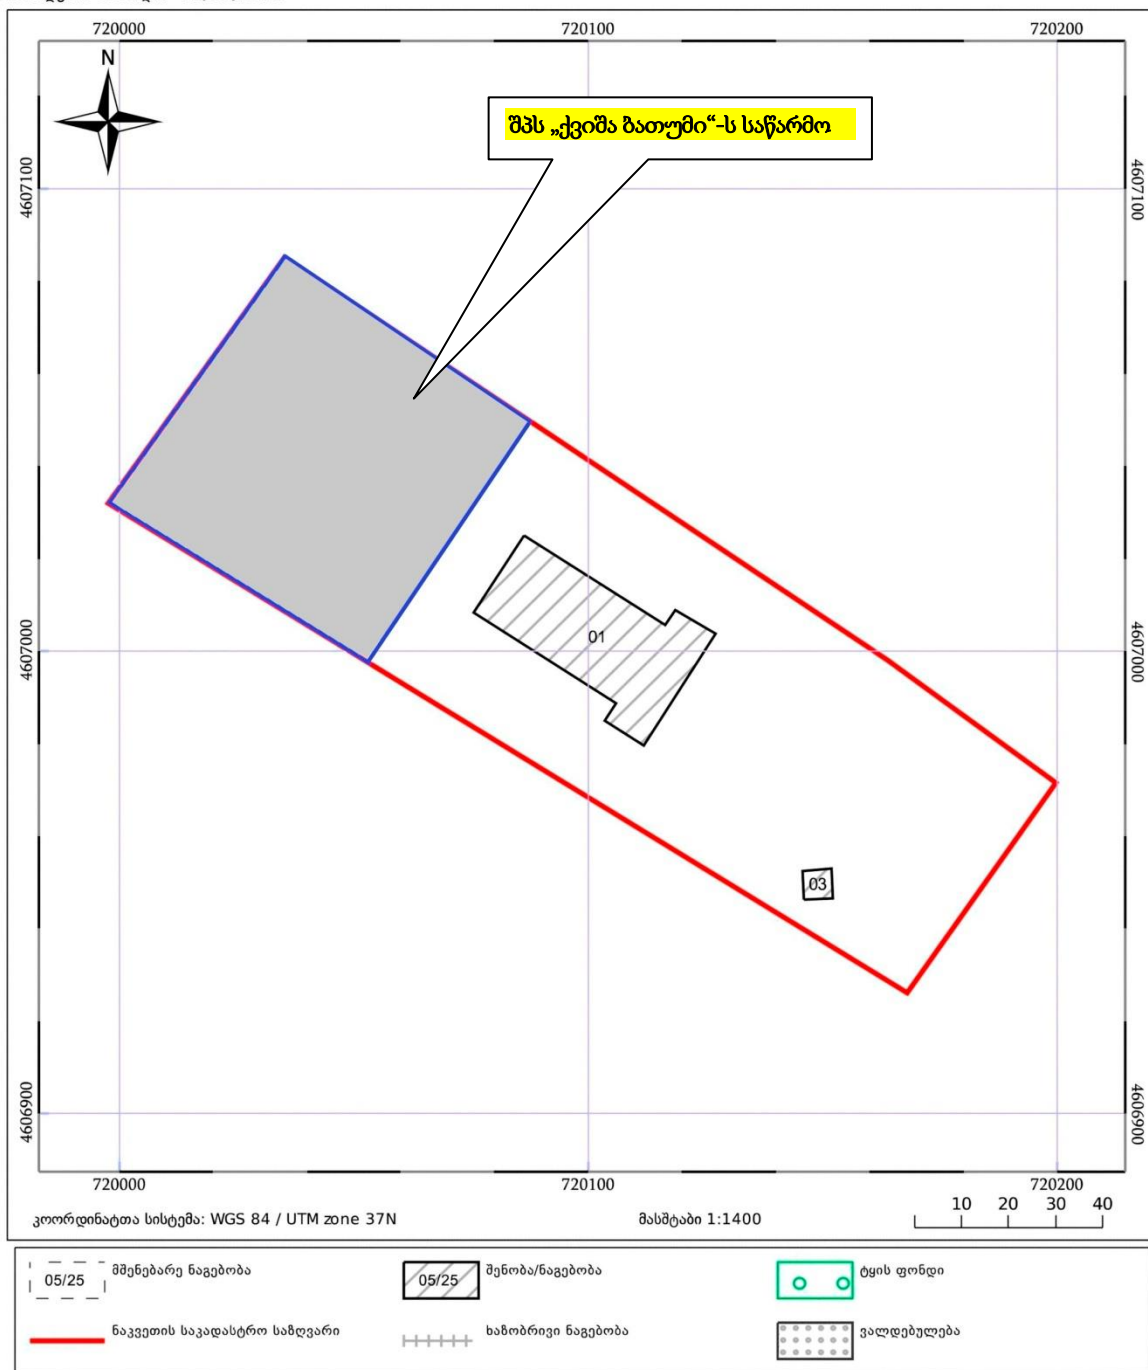 720000 720100 720200
N
შპს „ქვიშა ბათუმი“-ს საწარმო
4607100 4607100
01
4607000 4607000
03
4606900 4606900
720000 720100 720200
კოორდინატთა სისტემა: WGS 84 / UTM zone 37N მასშტაბი 1:1400 10 20 30 40
05/25 მშენებარე ნაგებობა 05/25 შენობა/ნაგებობა ტყის ფონდი
ნაკვეთის საკადასტრო საზღვარი ხაზობრივი ნაგებობა ვალდებულება